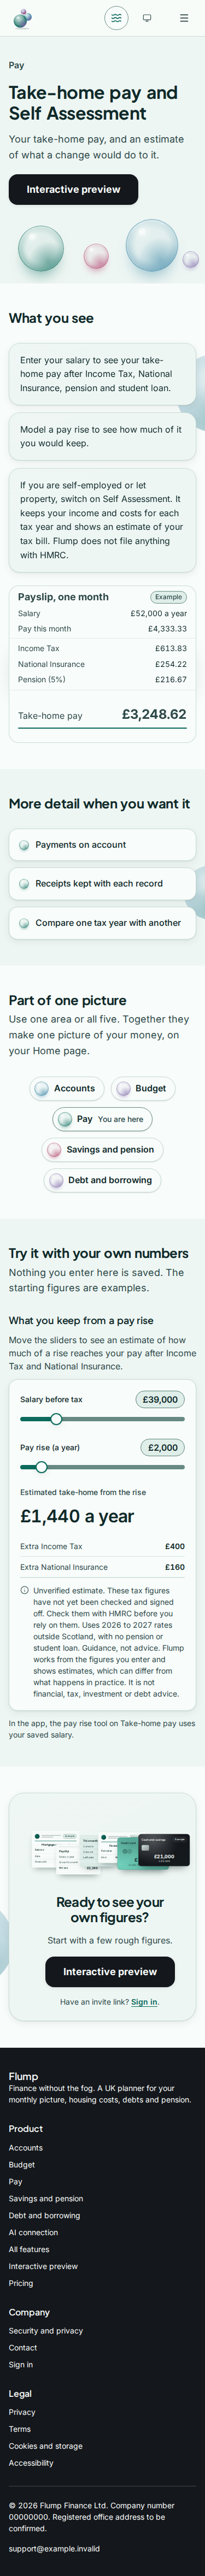 Pay
Take-home pay and
Self Assessment
Your take-home pay, and an estimate
of what a change would do to it.
Interactive preview
What you see
Enter your salary to see your take-
home pay after Income Tax, National
Insurance, pension and student loan.
Model a pay rise to see how much of it
you would keep.
If you are self-employed or let
property, switch on Self Assessment. It
keeps your income and costs for each
tax year and shows an estimate of your
tax bill. Flump does not file anything
with HMRC.
Payslip, one month Example
Salary £52,000 a year
Pay this month £4,333.33
Income Tax £613.83
National Insurance £254.22
Pension (5%) £216.67
Take-home pay £3,248.62
More detail when you want it
Payments on account
Receipts kept with each record
Compare one tax year with another
Part of one picture
Use one area or all five. Together they
make one picture of your money, on
your Home page.
Accounts Budget
Pay You are here
Savings and pension
Debt and borrowing
Try it with your own numbers
Nothing you enter here is saved. The
starting figures are examples.
What you keep from a pay rise
Move the sliders to see an estimate of how
much of a rise reaches your pay after Income
Tax and National Insurance.
Salary before tax £39,000
Pay rise (a year) £2,000
Estimated take-home from the rise
£1,440 a year
Extra Income Tax £400
Extra National Insurance £160
Unverified estimate. These tax figures
have not yet been checked and signed
off. Check them with HMRC before you
rely on them. Uses 2026 to 2027 rates
outside Scotland, with no pension or
student loan. Guidance, not advice. Flump
works from the figures you enter and
shows estimates, which can differ from
what happens in practice. It is not
financial, tax, investment or debt advice.
In the app, the pay rise tool on Take-home pay uses
your saved salary.
£21,000
Ready to see your
own figures?
Start with a few rough figures.
Interactive preview
Have an invite link? Sign in.
Flump
Finance without the fog. A UK planner for your
monthly picture, housing costs, debts and pension.
Product
Accounts
Budget
Pay
Savings and pension
Debt and borrowing
AI connection
All features
Interactive preview
Pricing
Company
Security and privacy
Contact
Sign in
Legal
Privacy
Terms
Cookies and storage
Accessibility
© 2026 Flump Finance Ltd. Company number
00000000. Registered office address to be
confirmed.
support@example.invalid